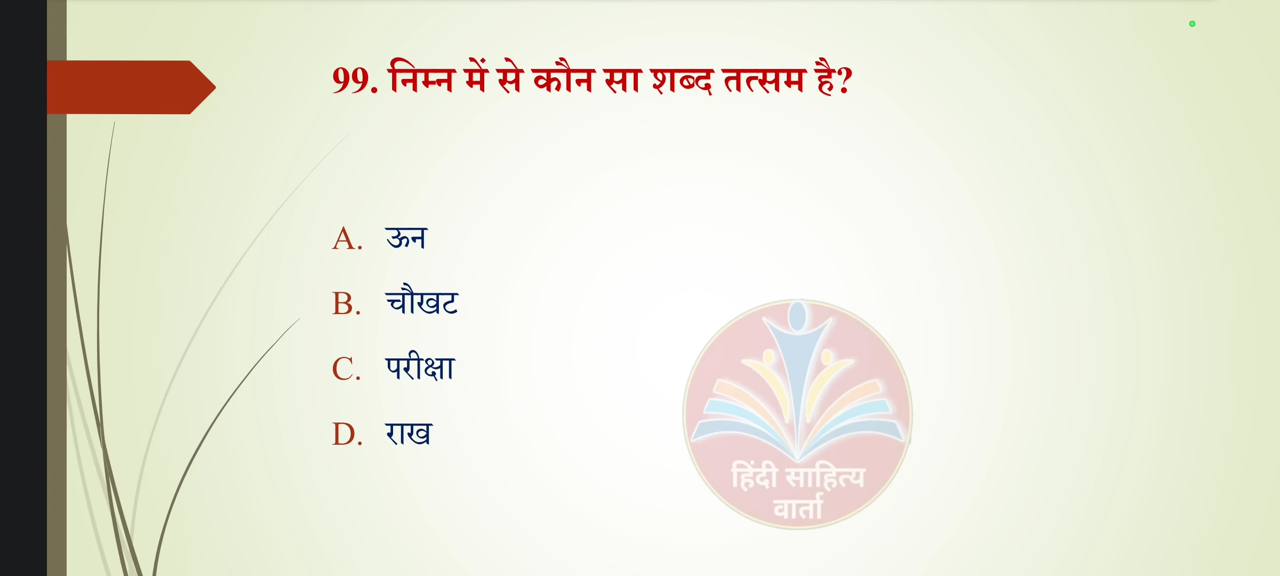 99. निम्न में से कौन सा शब्द तत्सम है?
A. ऊन
B. चौखट
C. परीक्षा
D. राख
हिंदी साहित्य
वार्ता